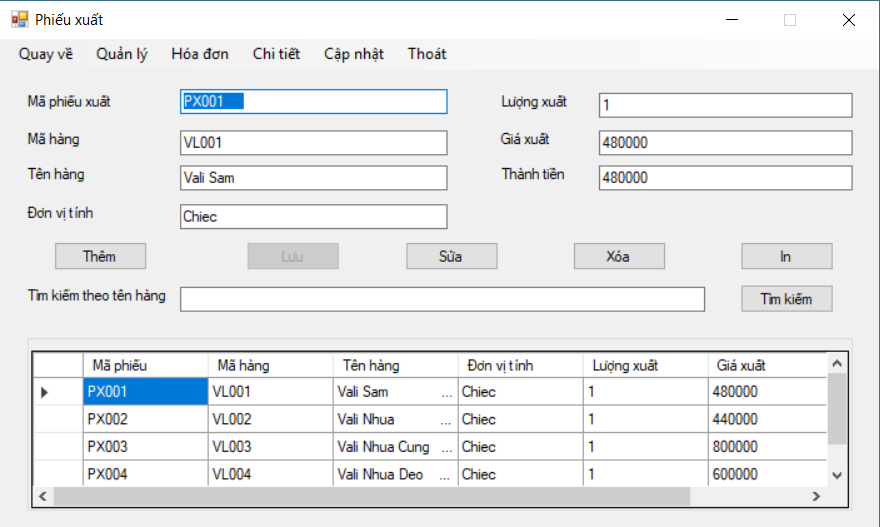 Phiếu xuất
Quay về Quản lý Hóa đơn Chi tiết Cập nhật Thoát
Mã phiếu xuất PX001 Lượng xuất 1
Mã hàng VL001 Giá xuất 480000
Tên hàng Vali Sam Thành tiền 480000
Đơn vị tính Chiec
Thêm Lưu Sửa Xóa In
Tìm kiếm theo tên hàng Tìm kiếm
Mã phiếu Mã hàng Tên hàng Đơn vị tính Lượng xuất Giá xuất
PX001 VL001 Vali Sam ... Chiec 1 480000
PX002 VL002 Vali Nhua ... Chiec 1 440000
PX003 VL003 Vali Nhua Cung ... Chiec 1 800000
PX004 VL004 Vali Nhua Deo ... Chiec 1 600000